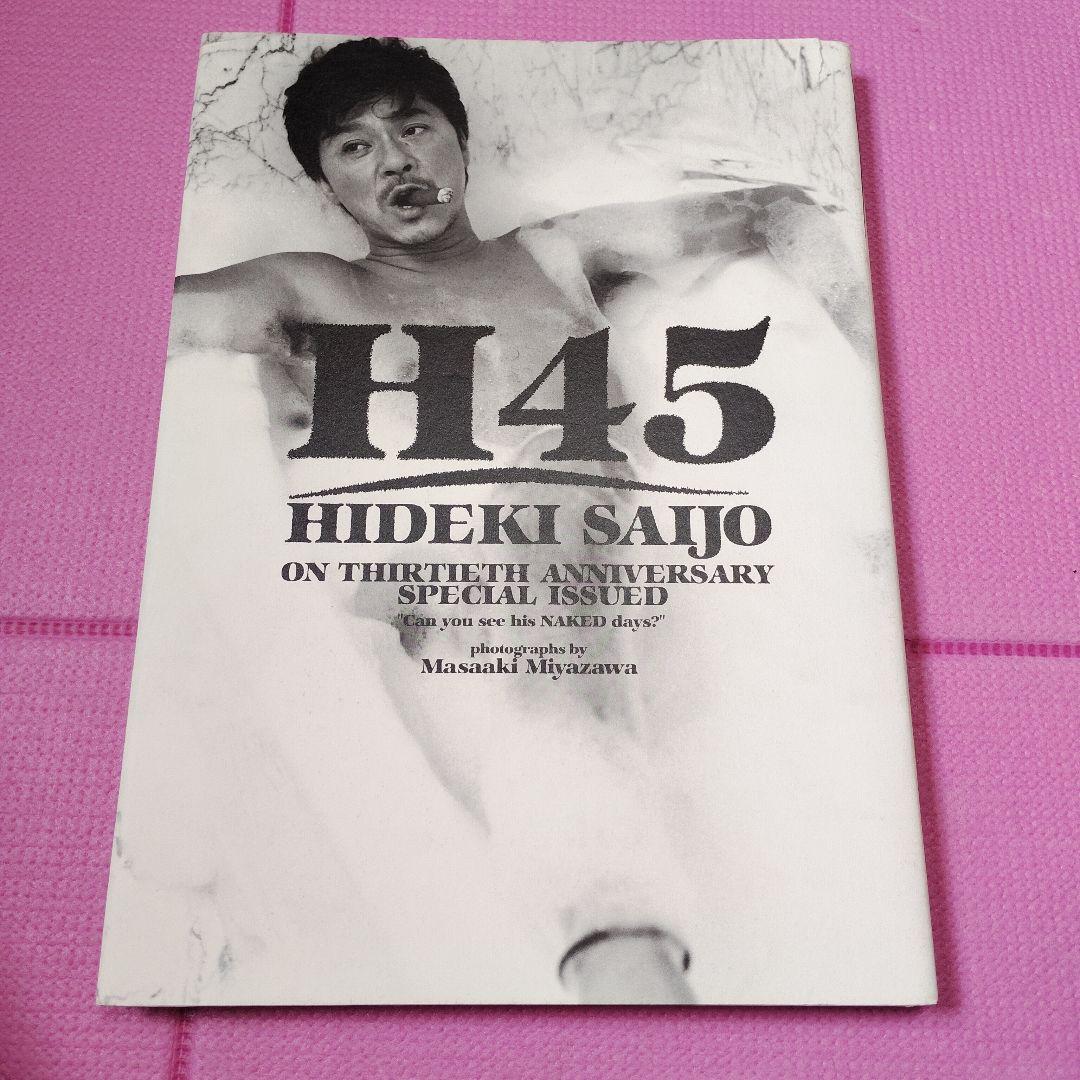 H45
HIDEKI SAIJO
ON THIRTIETH ANNIVERSARY
SPECIAL ISSUED
"Can you see his NAKED days?"
photographs by
Masaaki Miyazawa